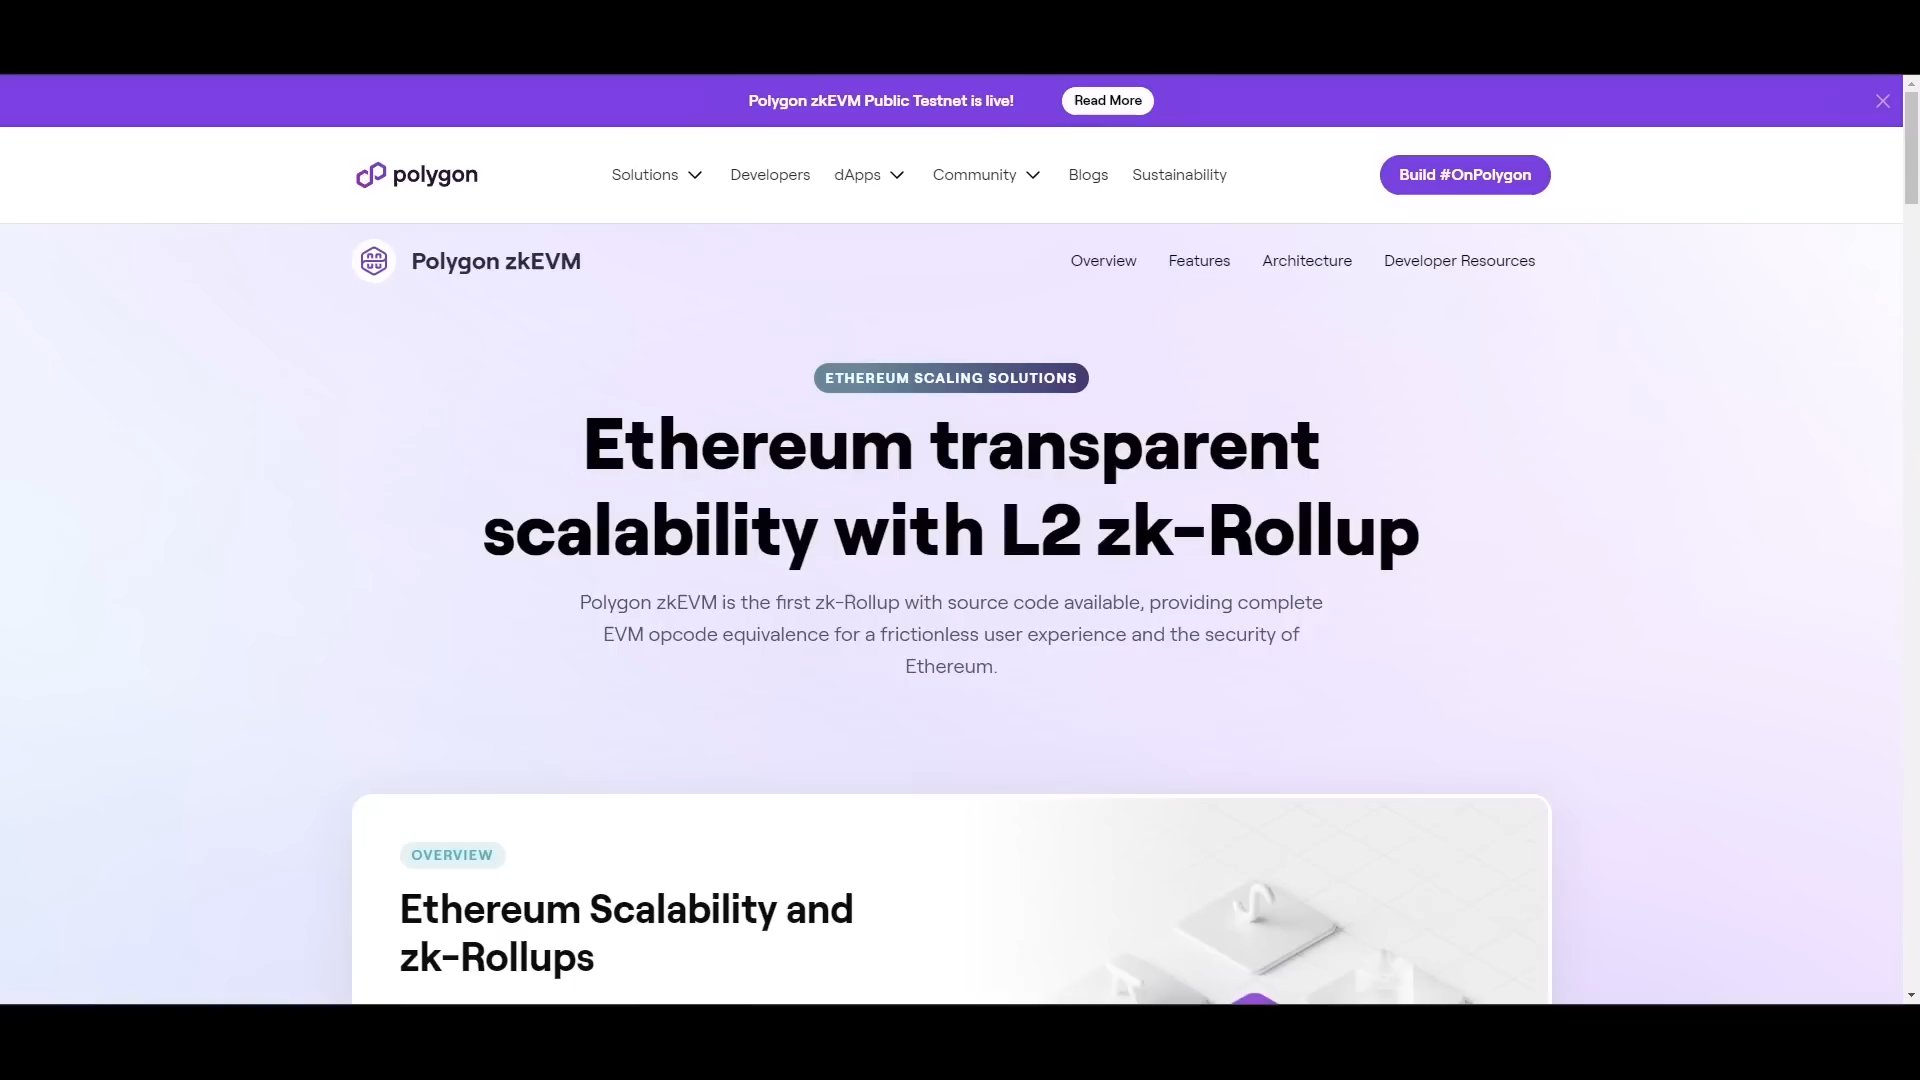 Polygon zkEVM Public Testnet is live! Read More
polygon Solutions Developers dApps Community Blogs Sustainability Build #OnPolygon
Polygon zkEVM Overview Features Architecture Developer Resources
ETHEREUM SCALING SOLUTIONS
Ethereum transparent
scalability with L2 zk-Rollup
Polygon zkEVM is the first zk-Rollup with source code available, providing complete
EVM opcode equivalence for a frictionless user experience and the security of
Ethereum.
OVERVIEW
Ethereum Scalability and
zk-Rollups